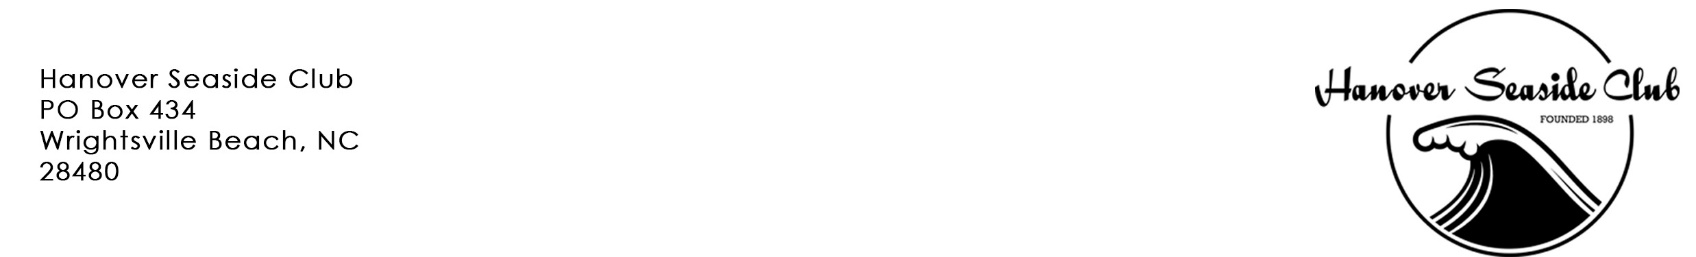 Hanover Seaside Club
PO Box 434
Wrightsville Beach, NC
28480
Hanover Seaside Club
FOUNDED 1898